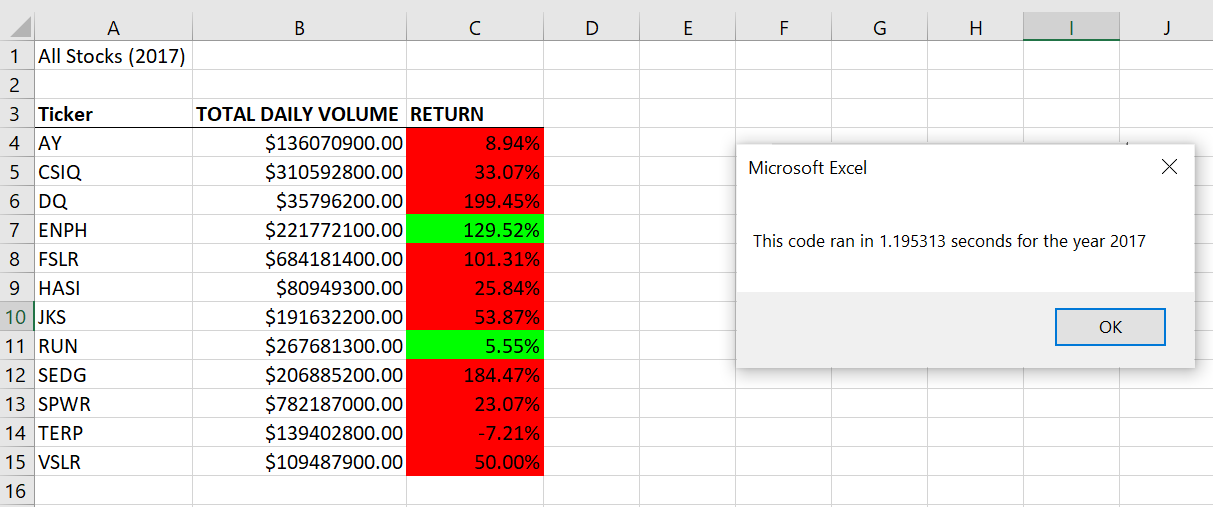 A B C D E F G H I J
1 All Stocks (2017)
2
3 Ticker TOTAL DAILY VOLUME RETURN
4 AY $136070900.00 8.94%
5 CSIQ $310592800.00 33.07%
6 DQ $35796200.00 199.45%
7 ENPH $221772100.00 129.52%
8 FSLR $684181400.00 101.31%
9 HASI $80949300.00 25.84%
10 JKS $191632200.00 53.87%
11 RUN $267681300.00 5.55%
12 SEDG $206885200.00 184.47%
13 SPWR $782187000.00 23.07%
14 TERP $139402800.00 -7.21%
15 VSLR $109487900.00 50.00%
16
Microsoft Excel
This code ran in 1.195313 seconds for the year 2017
OK